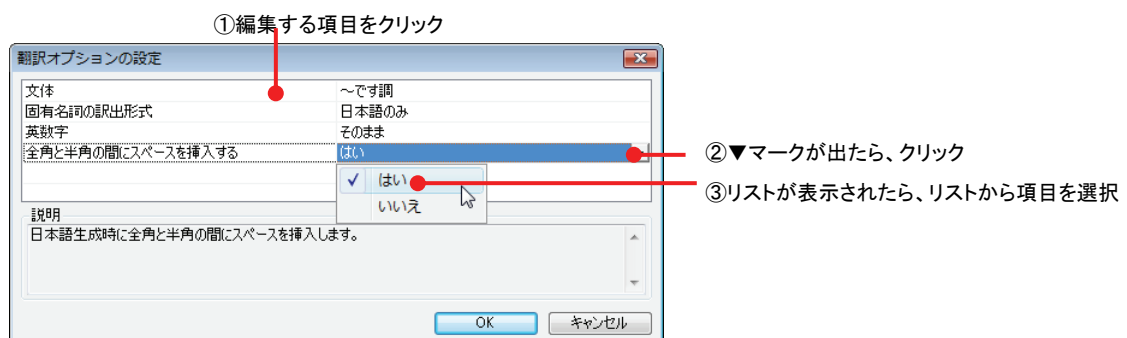 ①編集する項目をクリック
翻訳オプションの設定
文体 ～です調
固有名詞の訳出形式 日本語のみ
英数字 そのまま
全角と半角の間にスペースを挿入する はい
②▼マークが出たら、クリック
✓ はい
③リストが表示されたら、リストから項目を選択
いいえ
説明
日本語生成時に全角と半角の間にスペースを挿入します。
OK キャンセル